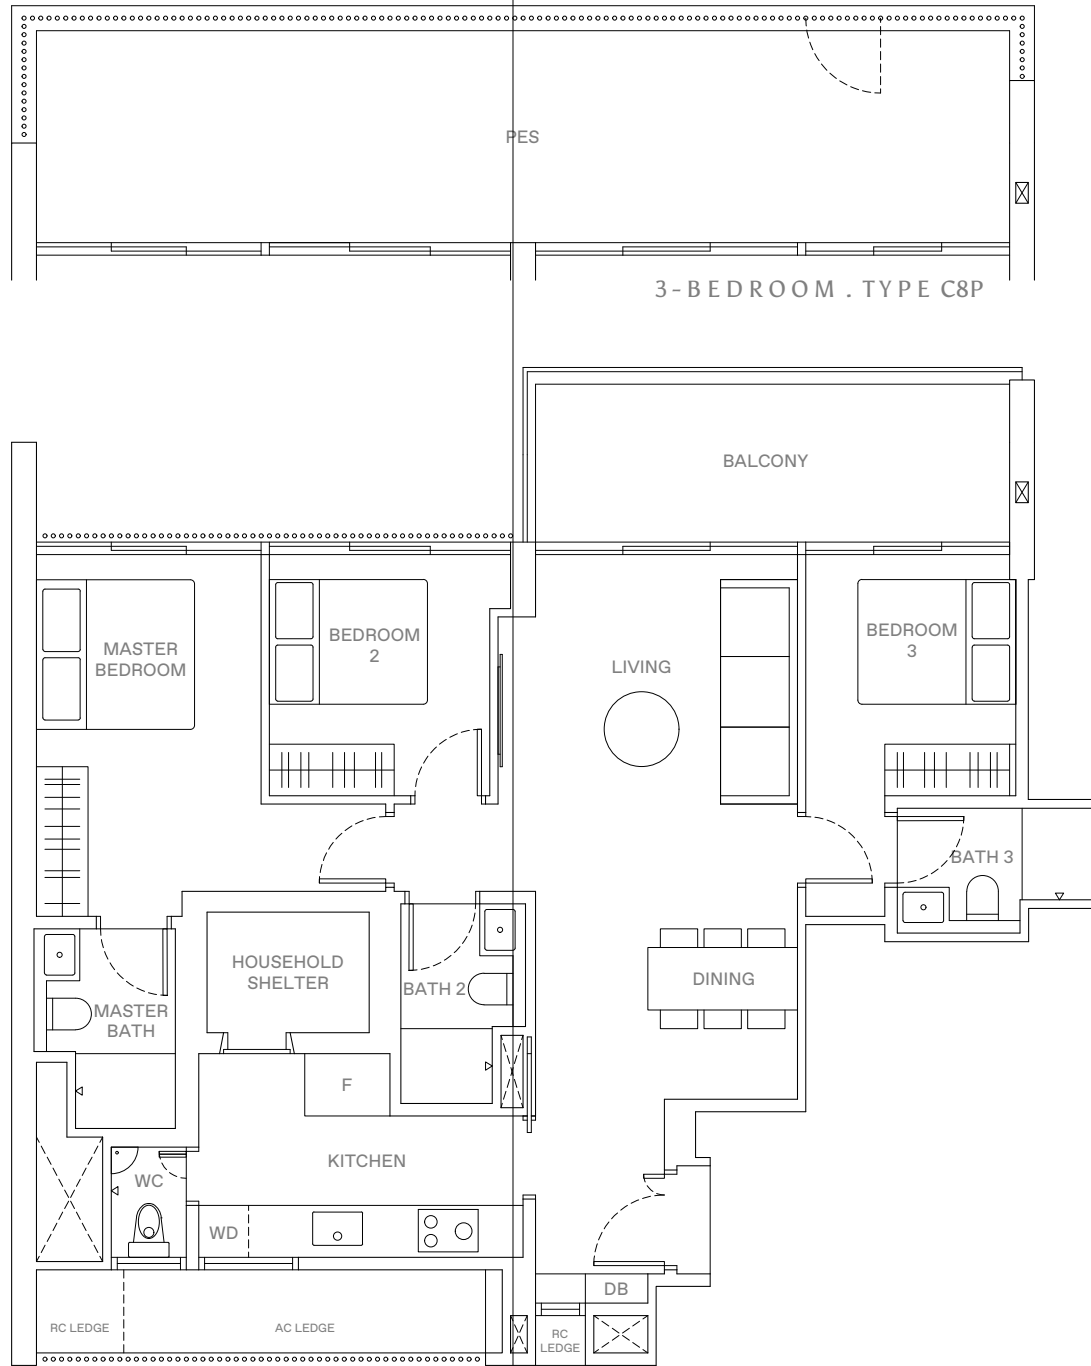 PES
3-BEDROOM . TYPE C8P
BALCONY
MASTER
BEDROOM
BEDROOM
2
LIVING
BEDROOM
3
BATH 3
HOUSEHOLD
SHELTER
BATH 2
DINING
MASTER
BATH
F
KITCHEN
WC
WD
DB
RC LEDGE
AC LEDGE
RC
LEDGE